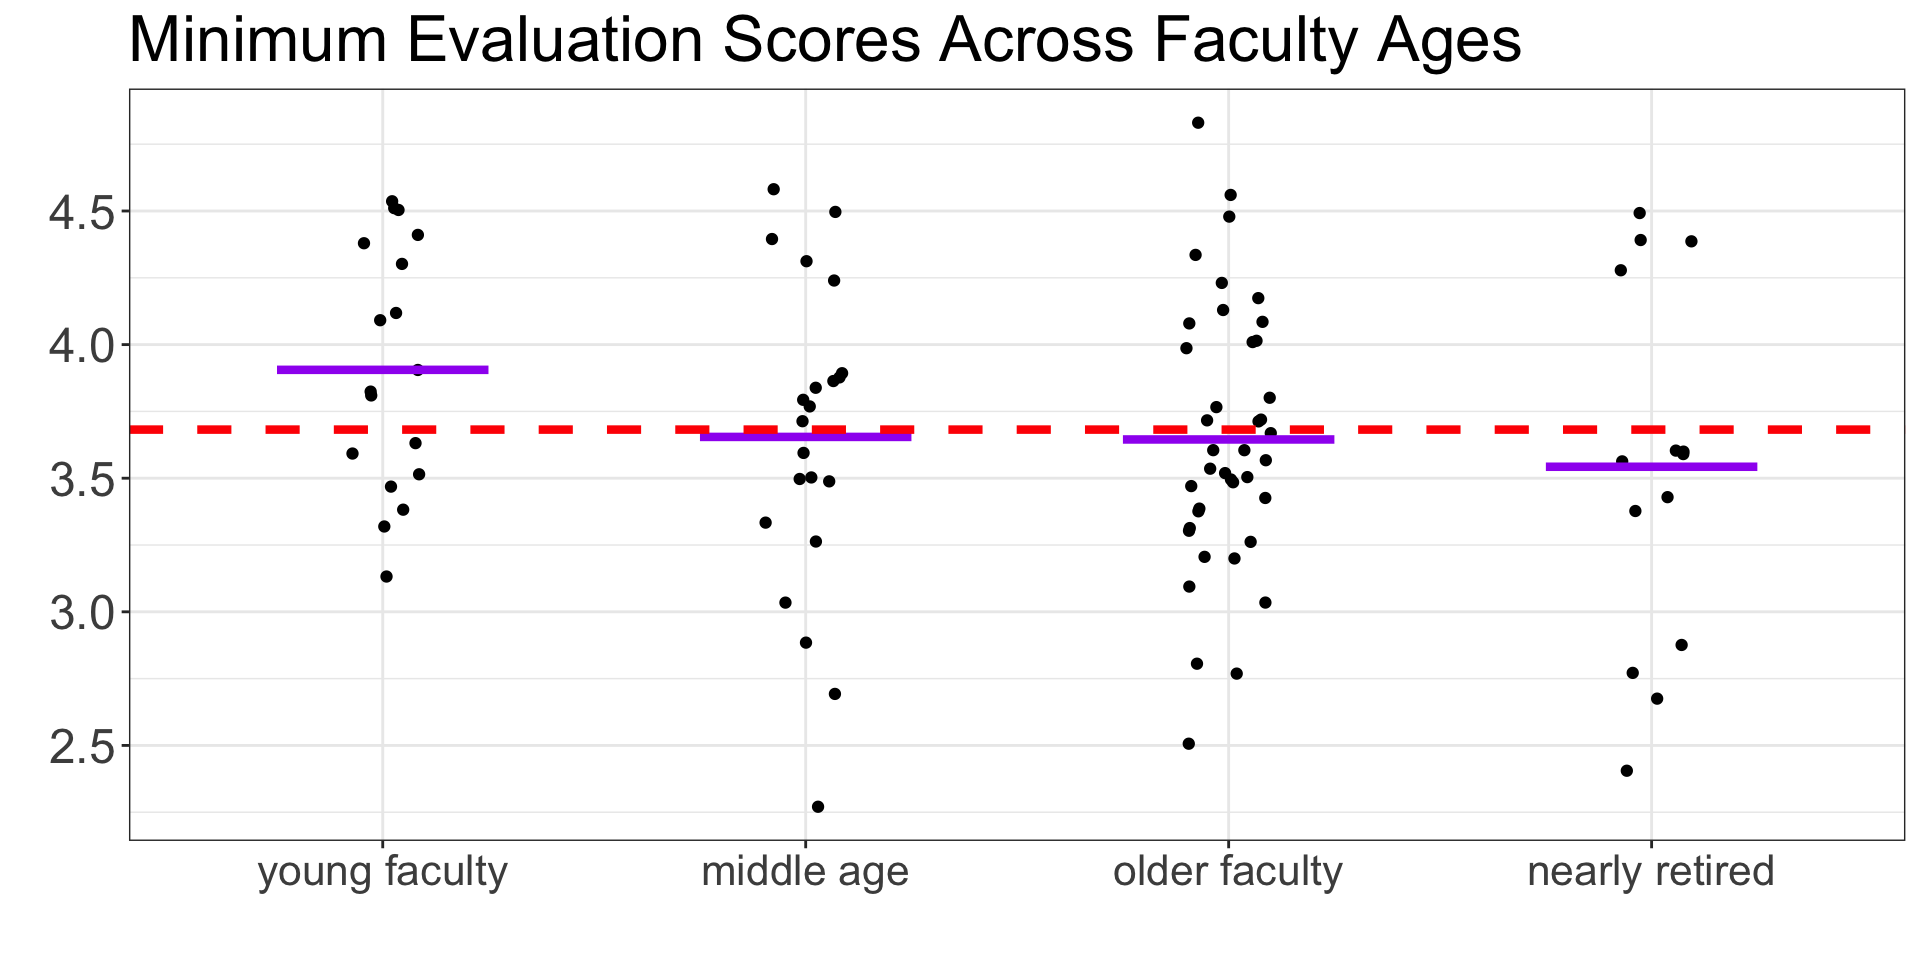 Minimum Evaluation Scores Across Faculty Ages
4.5
4.0
3.5
3.0
2.5
young faculty middle age older faculty nearly retired